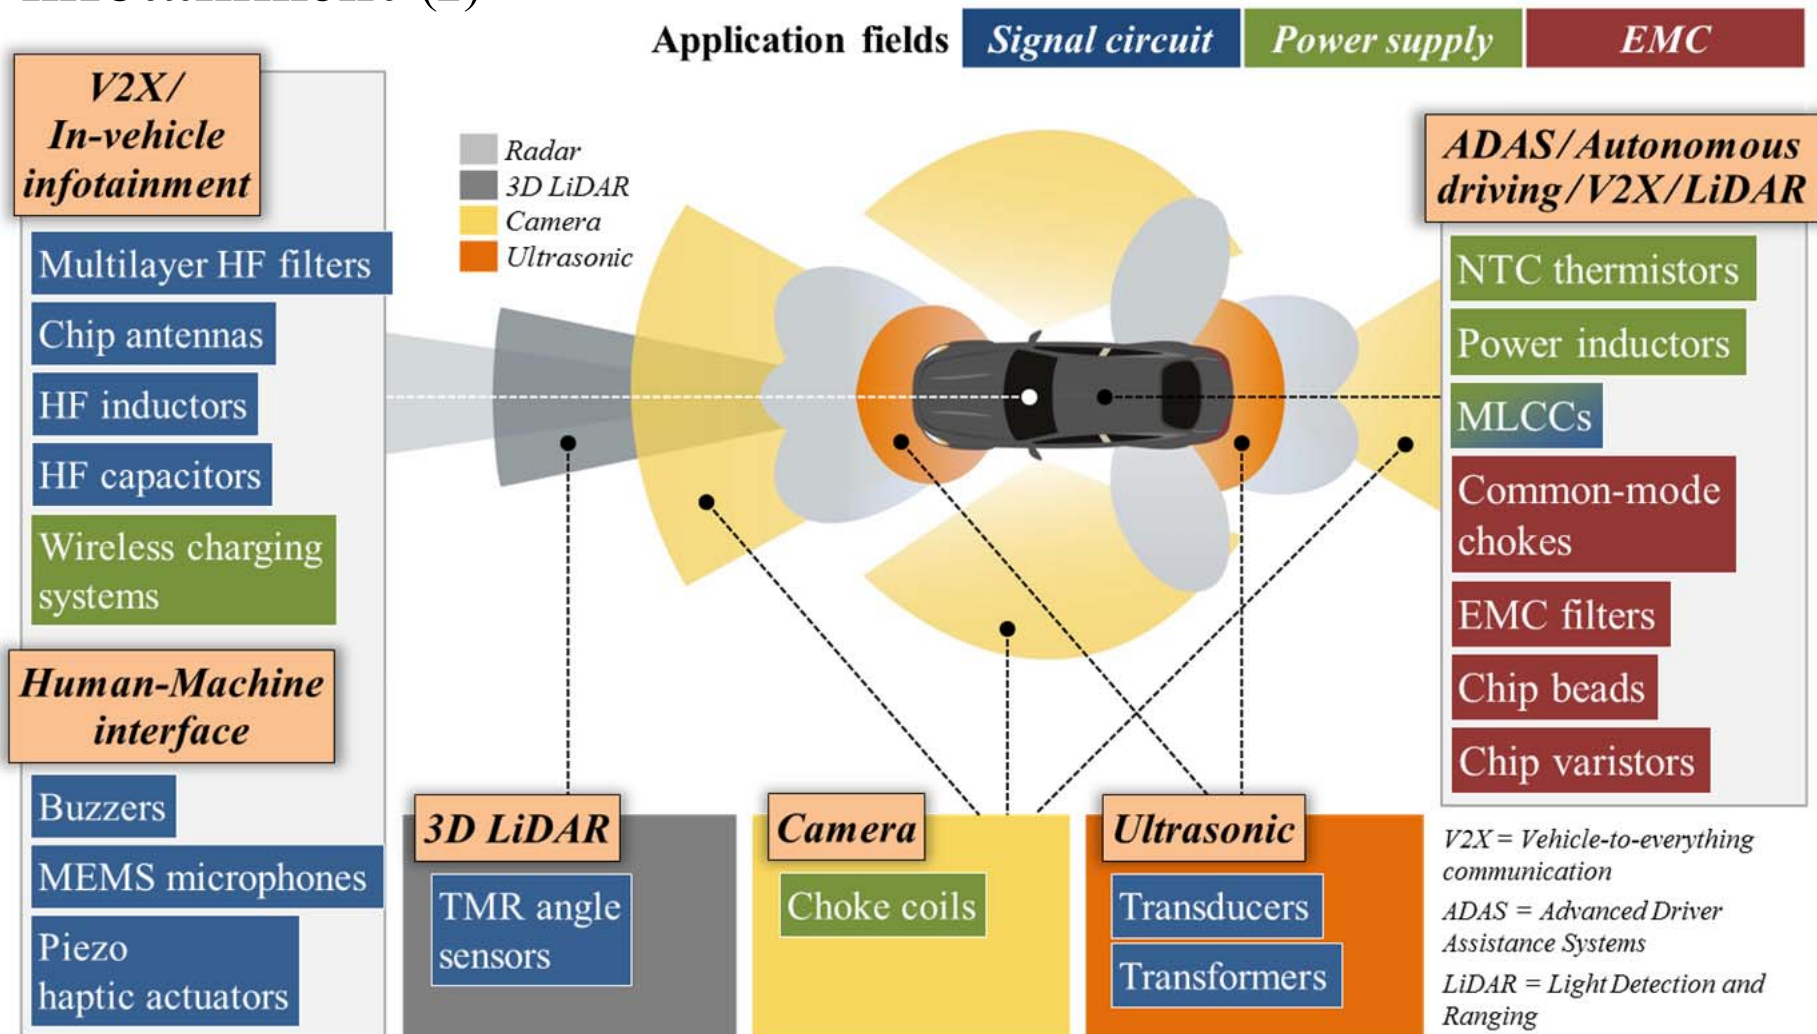 Application fields
Signal circuit
Power supply
EMC
V2X/
In-vehicle
infotainment
Multilayer HF filters
Chip antennas
HF inductors
HF capacitors
Wireless charging
systems
Human-Machine
interface
Buzzers
MEMS microphones
Piezo
haptic actuators
Radar
3D LiDAR
Camera
Ultrasonic
3D LiDAR
TMR angle
sensors
Camera
Choke coils
Ultrasonic
Transducers
Transformers
ADAS/Autonomous
driving/V2X/LiDAR
NTC thermistors
Power inductors
MLCCs
Common-mode
chokes
EMC filters
Chip beads
Chip varistors
V2X = Vehicle-to-everything
communication
ADAS = Advanced Driver
Assistance Systems
LiDAR = Light Detection and
Ranging